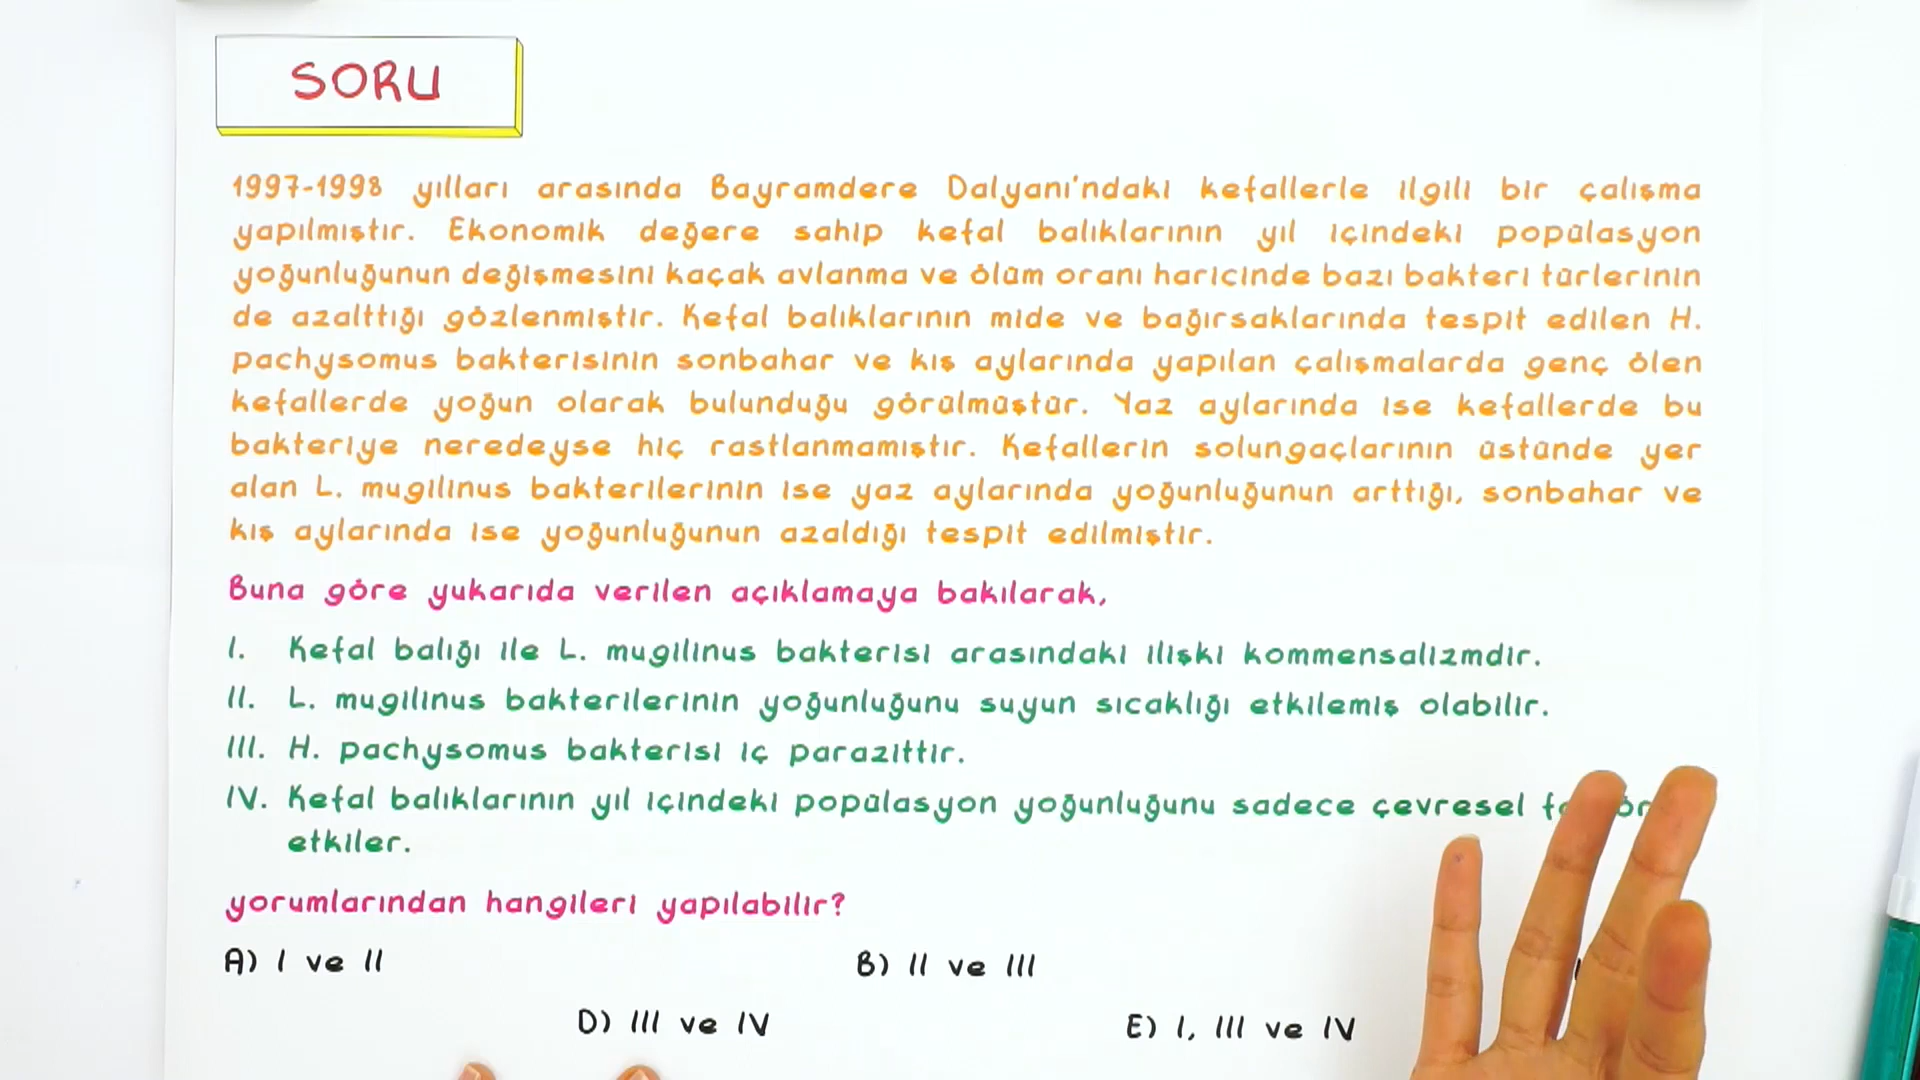 SORU
1997-1998 yılları arasında Bayramdere Dalyanı'ndaki kefallerle ilgili bir çalışma
yapılmıştır. Ekonomik değere sahip kefal balıklarının yıl içindeki popülasyon
yoğunluğunun değişmesini kaçak avlanma ve ölüm oranı haricinde bazı bakteri türlerinin
de azalttığı gözlenmiştir. Kefal balıklarının mide ve bağırsaklarında tespit edilen H.
pachysomus bakterisinin sonbahar ve kış aylarında yapılan çalışmalarda genç ölen
kefallerde yoğun olarak bulunduğu görülmüştür. Yaz aylarında ise kefallerde bu
bakteriye neredeyse hiç rastlanmamıştır. Kefallerin solungaçlarının üstünde yer
alan L. mugilinus bakterilerinin ise yaz aylarında yoğunluğunun arttığı, sonbahar ve
kış aylarında ise yoğunluğunun azaldığı tespit edilmiştir.
Buna göre yukarıda verilen açıklamaya bakılarak,
I. Kefal balığı ile L. mugilinus bakterisi arasındaki ilişki kommensalizmdir.
II. L. mugilinus bakterilerinin yoğunluğunu suyun sıcaklığı etkilemiş olabilir.
III. H. pachysomus bakterisi iç parazittir.
IV. Kefal balıklarının yıl içindeki popülasyon yoğunluğunu sadece çevresel
etkiler.
yorumlarından hangileri yapılabilir?
A) I ve II
B) II ve III
D) III ve IV
E) I, III ve IV